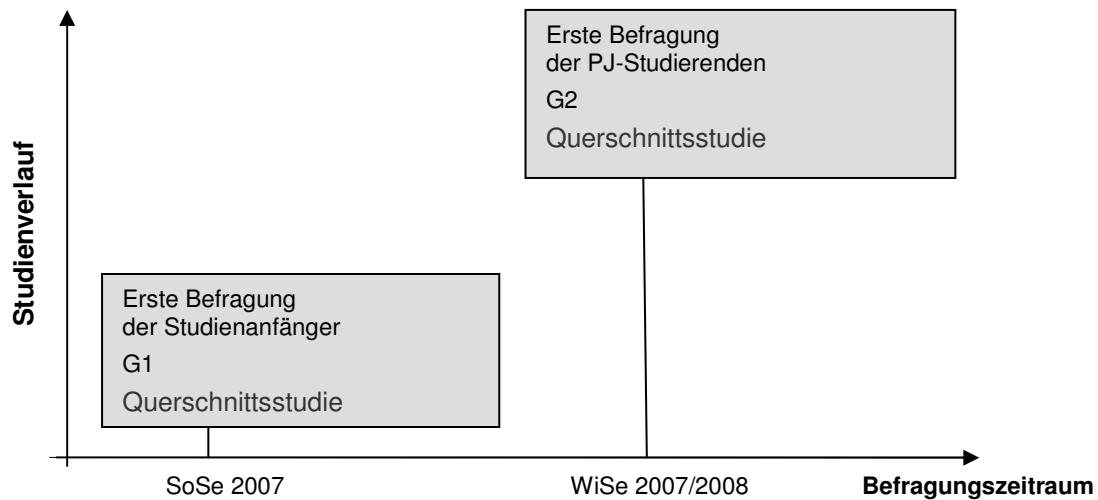 Erste Befragung
der PJ-Studierenden
G2
Querschnittsstudie
Studienverlauf
Erste Befragung
der Studienanfänger
G1
Querschnittsstudie
SoSe 2007
WiSe 2007/2008
Befragungszeitraum